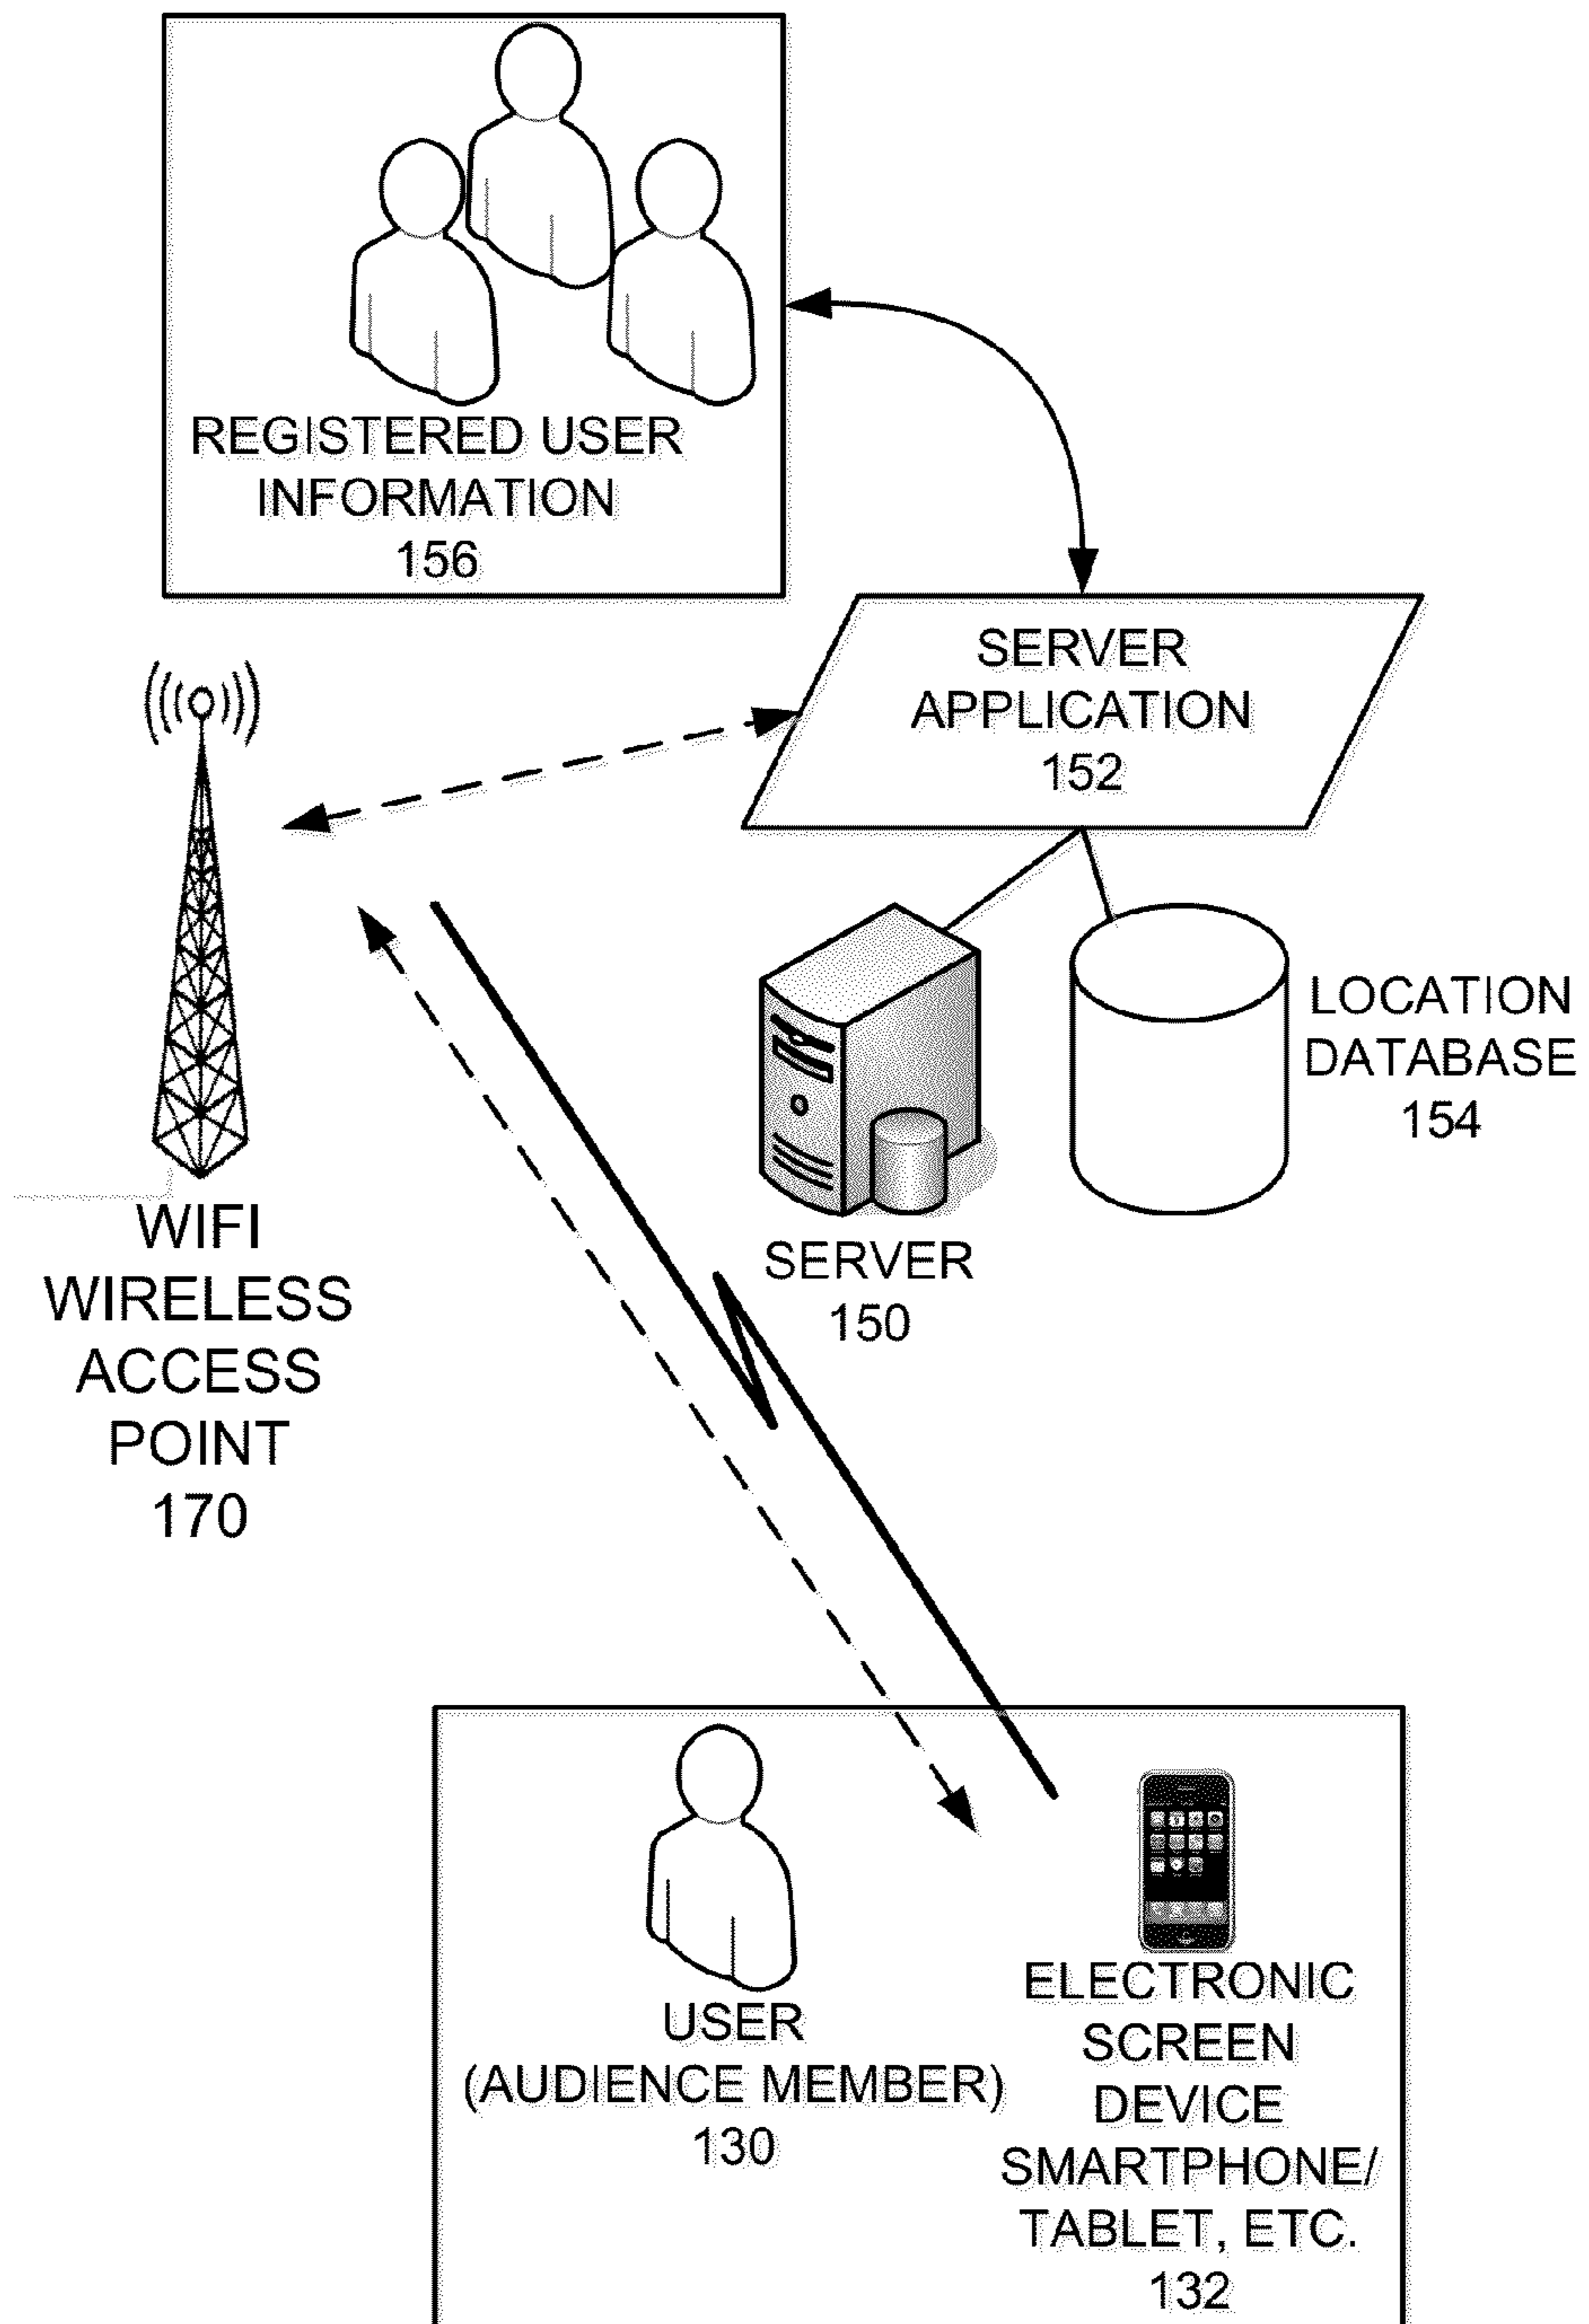 REGISTERED USER
INFORMATION
156
SERVER
APPLICATION
152
LOCATION
DATABASE
154
WIFI
WIRELESS
ACCESS
POINT
170
SERVER
150
USER
(AUDIENCE MEMBER)
130
ELECTRONIC
SCREEN
DEVICE
SMARTPHONE/
TABLET, ETC.
132